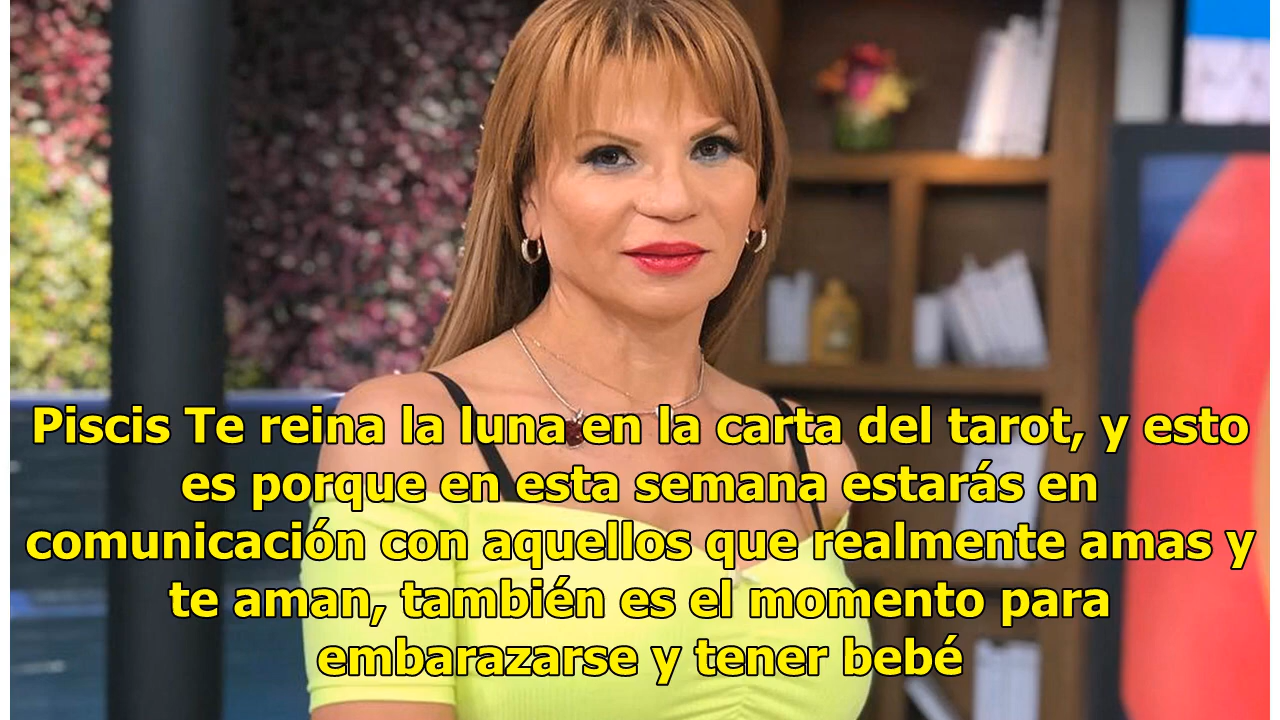 Piscis Te reina la luna en la carta del tarot, y esto
es porque en esta semana estarás en
comunicación con aquellos que realmente amas y
te aman, también es el momento para
embarazarse y tener bebé